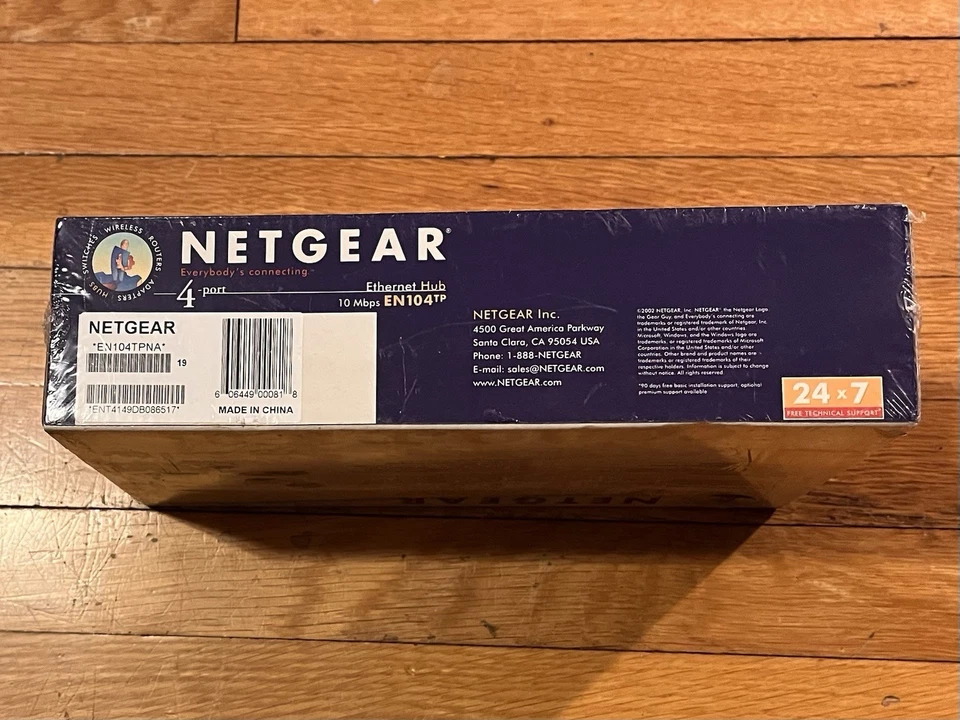 SWITCHES WIRELESS ROUTERS ADAPTERS HUBS
NETGEAR®
Everybody's connecting.™
4-port
Ethernet Hub
10 Mbps EN104TP
NETGEAR
*EN104TPNA*
19
*ENT4149DB086517*
6 06449 00081 8
MADE IN CHINA
NETGEAR Inc.
4500 Great America Parkway
Santa Clara, CA 95054 USA
Phone: 1-888-NETGEAR
E-mail: sales@NETGEAR.com
www.NETGEAR.com
©2002 NETGEAR, Inc. NETGEAR® the Netgear Logo
the Gear Guy, and Everybody's connecting are
trademarks or registered trademarks of Netgear, Inc.
in the United States and/or other countries
Microsoft, Windows, and the Windows logo are
trademarks, or registered trademarks of Microsoft
Corporation in the United States and/or other
countries. Other brand and product names are
trademarks or registered trademarks of their
respective holders. Information is subject to change
without notice. All rights reserved.
*90 days free basic installation support; optional
premium support available
24 x 7
FREE TECHNICAL SUPPORT*
NETGEAR